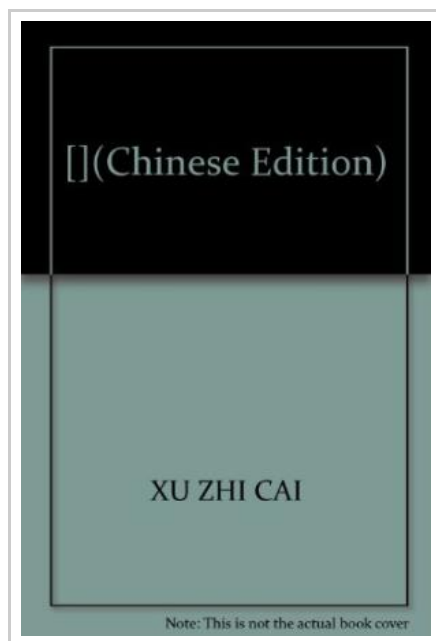 [](Chinese Edition)
XU ZHI CAI
Note: This is not the actual book cover